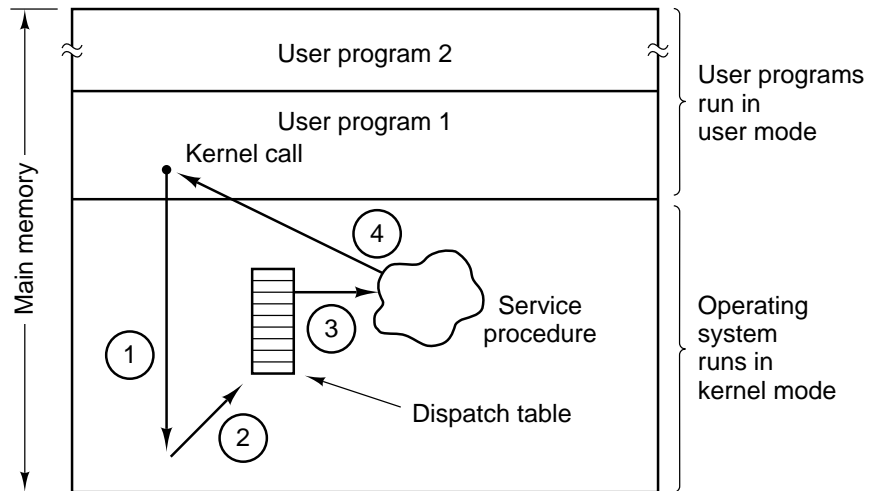 User program 2
User program 1
Kernel call
User programs
run in
user mode
Main memory
4
3
Service
procedure
1
2
Dispatch table
Operating
system
runs in
kernel mode